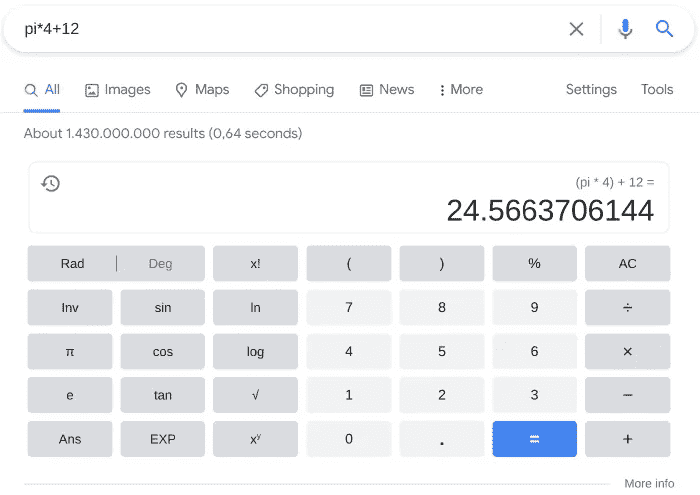 pi*4+12
All Images Maps Shopping News More Settings Tools
About 1.430.000.000 results (0,64 seconds)
(pi * 4) + 12 =
24.5663706144
Rad | Deg x! ( ) % AC
Inv sin ln 7 8 9 ÷
π cos log 4 5 6 ×
e tan √ 1 2 3 −
Ans EXP xʸ 0 . = +
More info